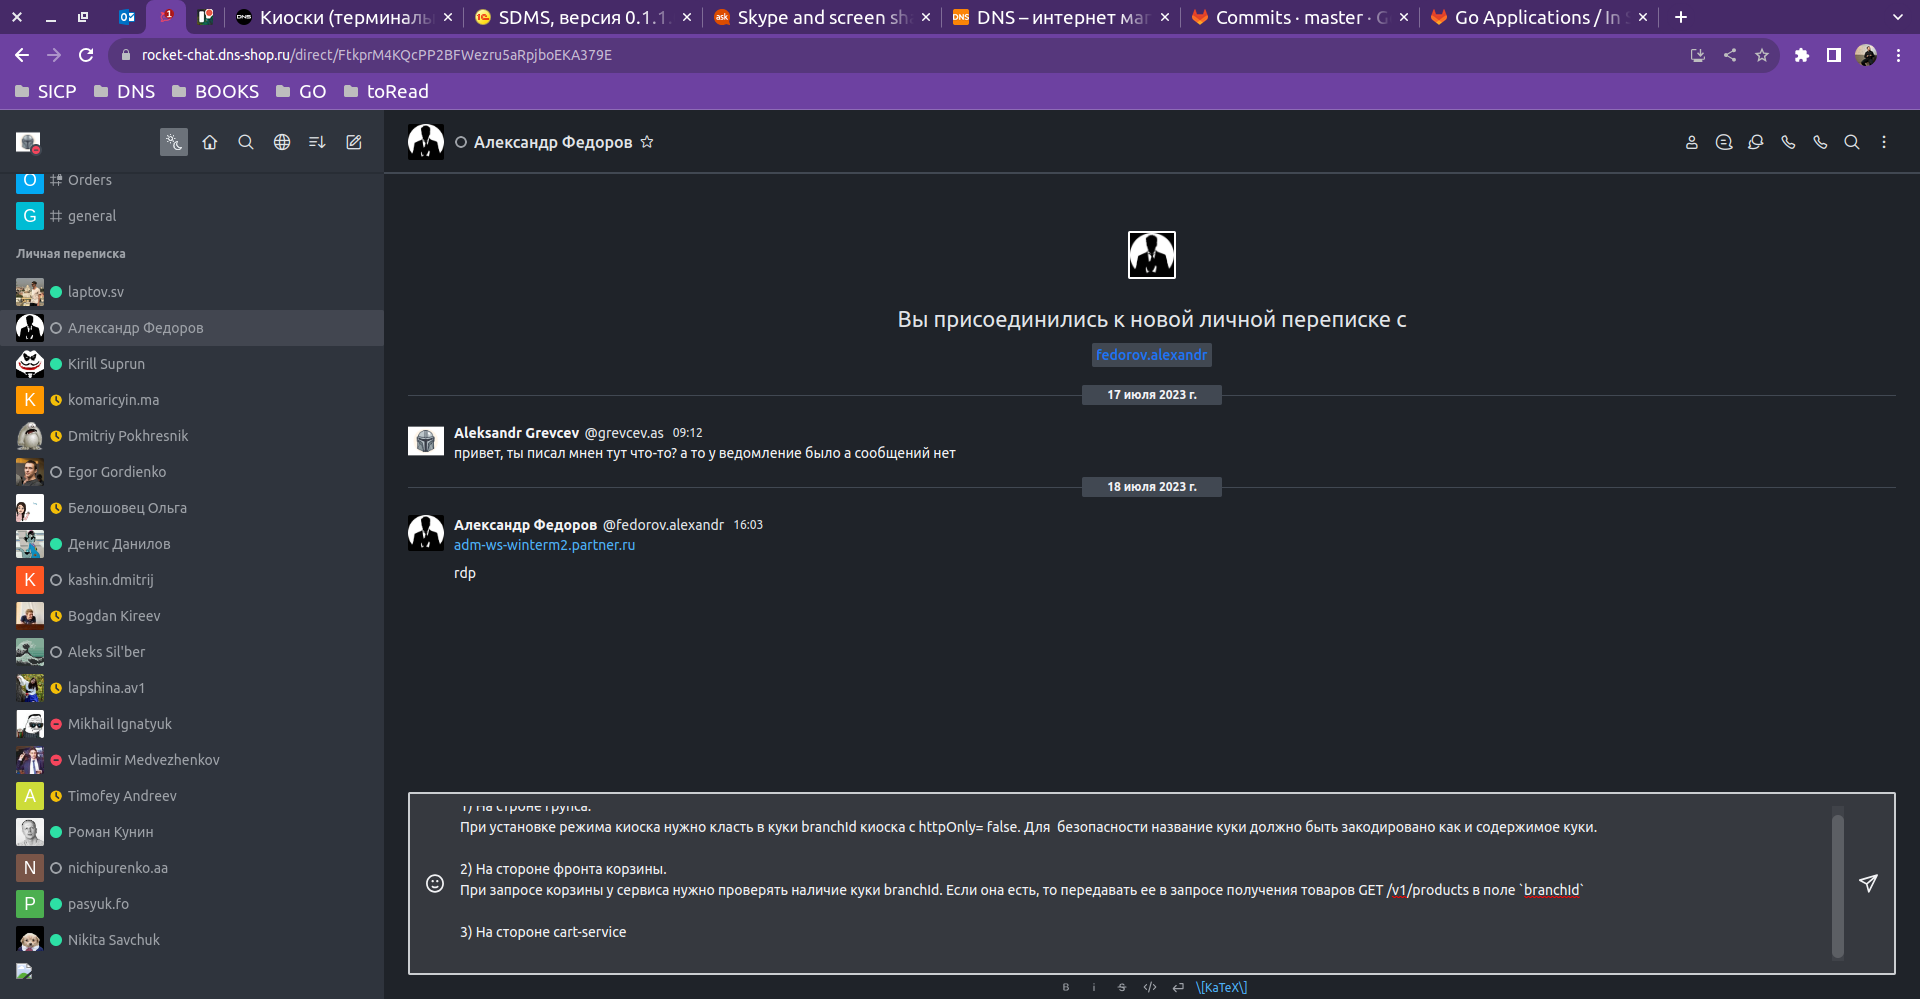 Киоски (терминаль
SDMS, версия 0.1.1.
Skype and screen sh
DNS – интернет маг
Commits · master · G
Go Applications / In S
rocket-chat.dns-shop.ru/direct/FtkprM4KQcPP2BFWezru5aRpjboEKA379E
SICP DNS BOOKS GO toRead
Александр Федоров
O Orders
G general
Личная переписка
laptov.sv
Александр Федоров
Kirill Suprun
K komaricyin.ma
Dmitriy Pokhresnik
Egor Gordienko
Белошовец Ольга
Денис Данилов
K kashin.dmitrij
Bogdan Kireev
Aleks Sil'ber
lapshina.av1
Mikhail Ignatyuk
Vladimir Medvezhenkov
A Timofey Andreev
Роман Кунин
N nichipurenko.aa
P pasyuk.fo
Nikita Savchuk
Вы присоединились к новой личной переписке с
fedorov.alexandr
17 июля 2023 г.
Aleksandr Grevcev @grevcev.as 09:12
привет, ты писал мнен тут что-то? а то у ведомление было а сообщений нет
18 июля 2023 г.
Александр Федоров @fedorov.alexandr 16:03
adm-ws-winterm2.partner.ru
rdp
1) На строне групса.
При установке режима киоска нужно класть в куки branchId киоска с httpOnly= false. Для  безопасности название куки должно быть закодировано как и содержимое куки.
2) На стороне фронта корзины.
При запросе корзины у сервиса нужно проверять наличие куки branchId. Если она есть, то передавать ее в запросе получения товаров GET /v1/products в поле `branchId`
3) На стороне cart-service
B i S </> \[KaTeX\]